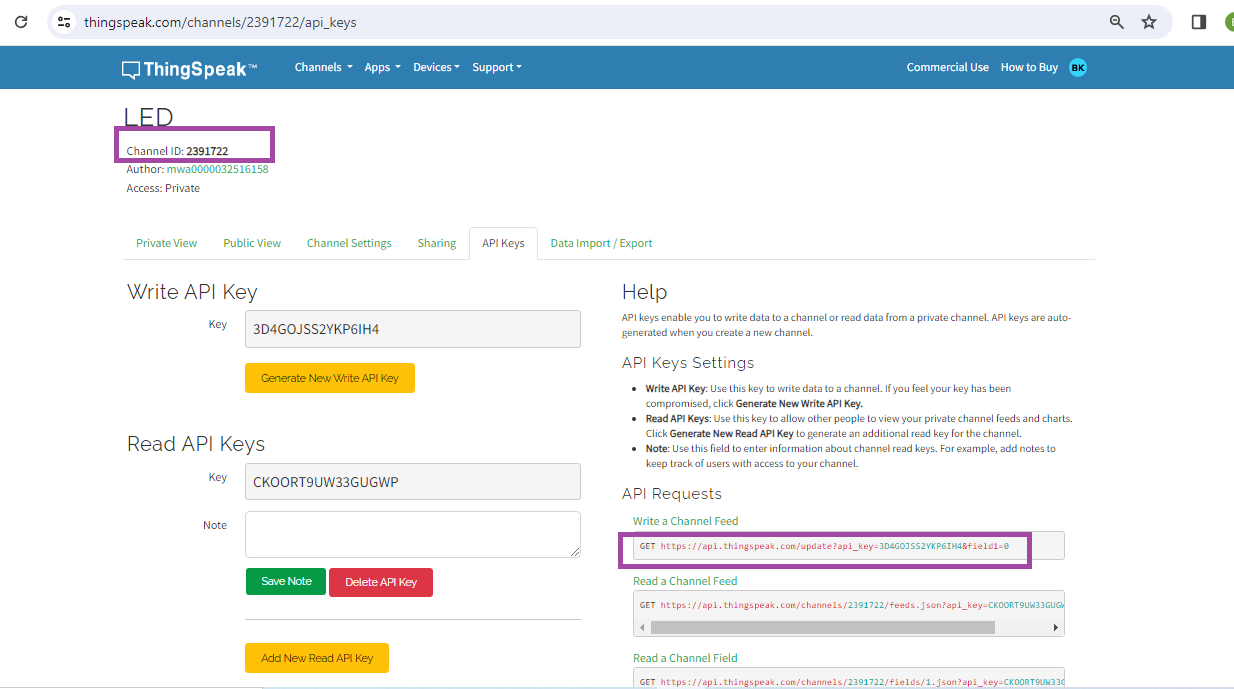 thingspeak.com/channels/2391722/api_keys
ThingSpeak™ Channels Apps Devices Support Commercial Use How to Buy BK
LED
Channel ID: 2391722
Author: mwa0000032516158
Access: Private
Private View Public View Channel Settings Sharing API Keys Data Import / Export
Write API Key
Key 3D4GOJSS2YKP6IH4
Generate New Write API Key
Read API Keys
Key CKOORT9UW33GUGWP
Note
Save Note Delete API Key
Add New Read API Key
Help
API keys enable you to write data to a channel or read data from a private channel. API keys are auto-
generated when you create a new channel.
API Keys Settings
• Write API Key: Use this key to write data to a channel. If you feel your key has been
compromised, click Generate New Write API Key.
• Read API Keys: Use this key to allow other people to view your private channel feeds and charts.
Click Generate New Read API Key to generate an additional read key for the channel.
• Note: Use this field to enter information about channel read keys. For example, add notes to
keep track of users with access to your channel.
API Requests
Write a Channel Feed
GET https://api.thingspeak.com/update?api_key=3D4GOJSS2YKP6IH4&field1=0
Read a Channel Feed
GET https://api.thingspeak.com/channels/2391722/feeds.json?api_key=CKOORT9UW33GUGW
Read a Channel Field
GET https://api.thingspeak.com/channels/2391722/fields/1.json?api_key=CKOORT9UW33G